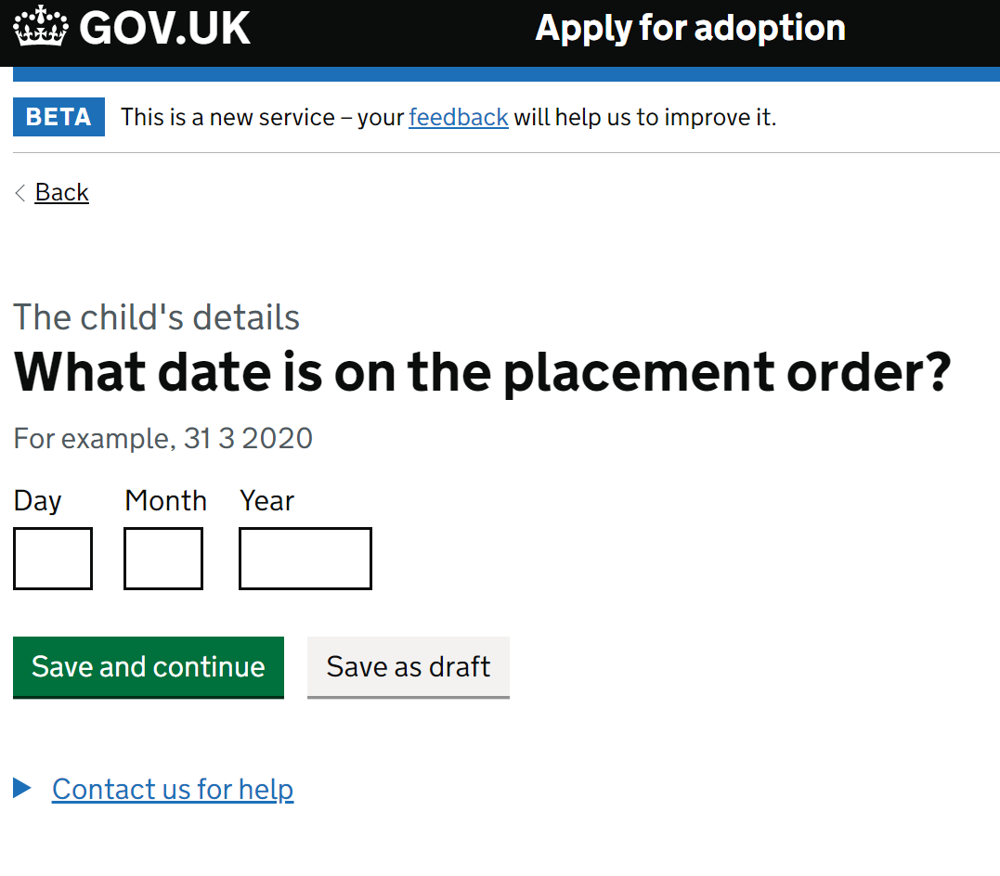 GOV.UK Apply for adoption
BETA This is a new service – your feedback will help us to improve it.
Back
The child's details
What date is on the placement order?
For example, 31 3 2020
Day Month Year
Save and continue Save as draft
Contact us for help